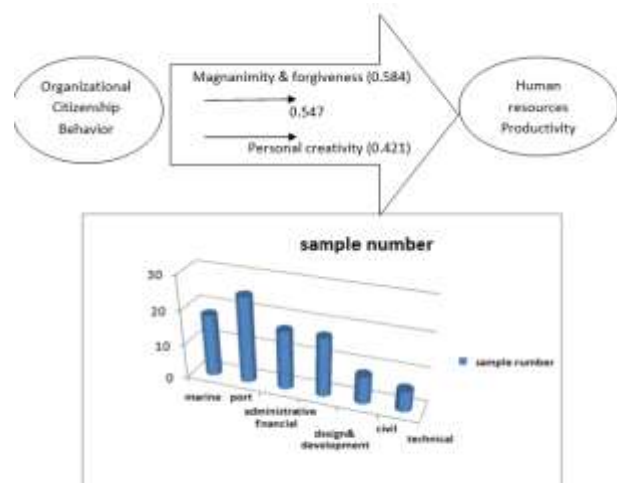 Organizational
Citizenship
Behavior
Magnanimity & forgiveness (0.584)
0.547
Personal creativity (0.421)
Human
resources
Productivity
sample number
30
20
10
0
marine
port
administrative
financial
design&
development
civil
technical
sample number